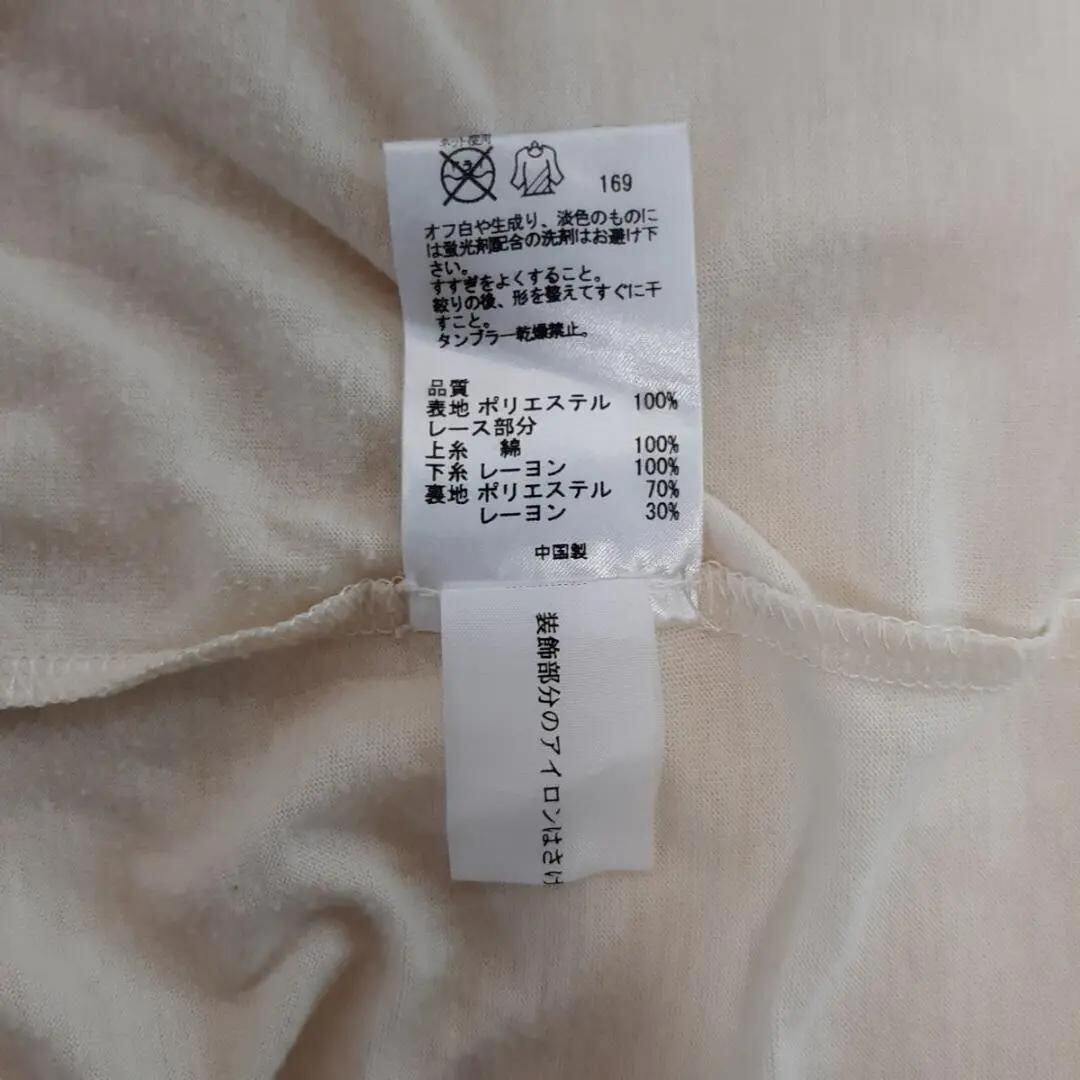 ネット使用
169
オフ白や生成り、淡色のものに
は蛍光剤配合の洗剤はお避け下
さい。
すすぎをよくすること。
絞りの後、形を整えてすぐに干
すこと。
タンブラー乾燥禁止。
品質
表地 ポリエステル 100%
レース部分
上糸 綿 100%
下糸 レーヨン 100%
裏地 ポリエステル 70%
レーヨン 30%
中国製
装飾部分のアイロンはさけ